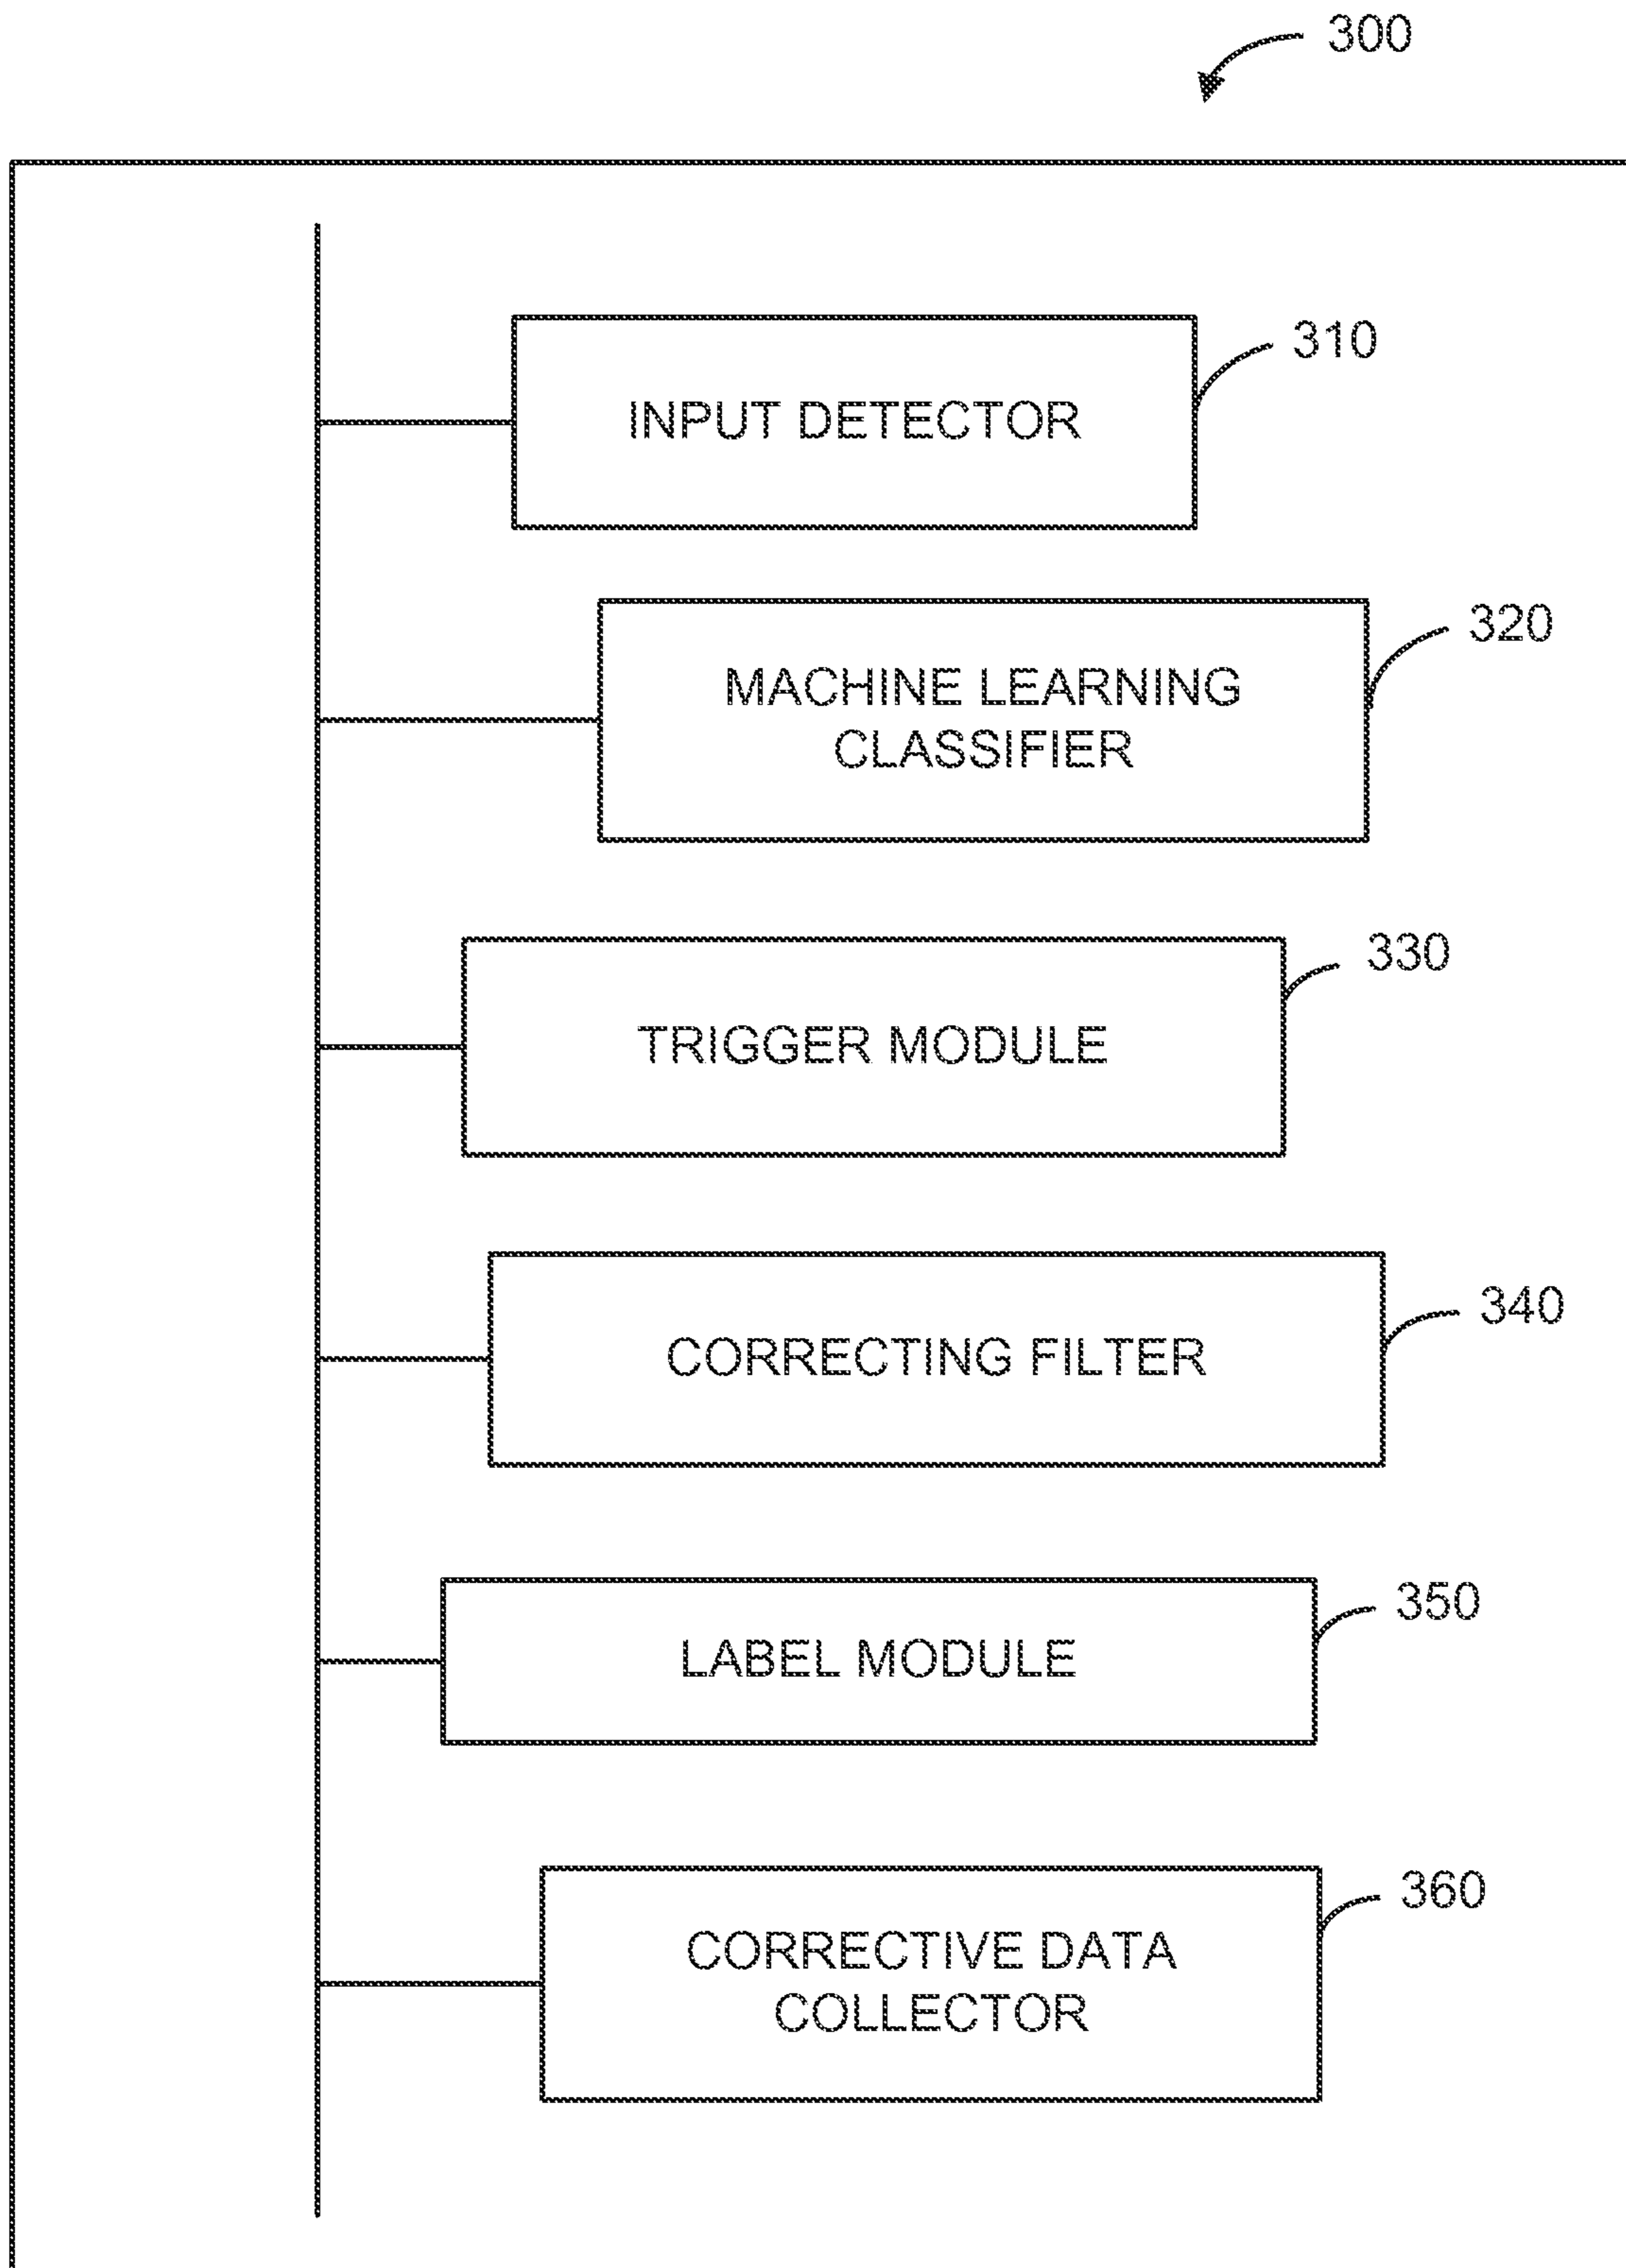 300
310
INPUT DETECTOR
320
MACHINE LEARNING
CLASSIFIER
330
TRIGGER MODULE
340
CORRECTING FILTER
350
LABEL MODULE
360
CORRECTIVE DATA
COLLECTOR